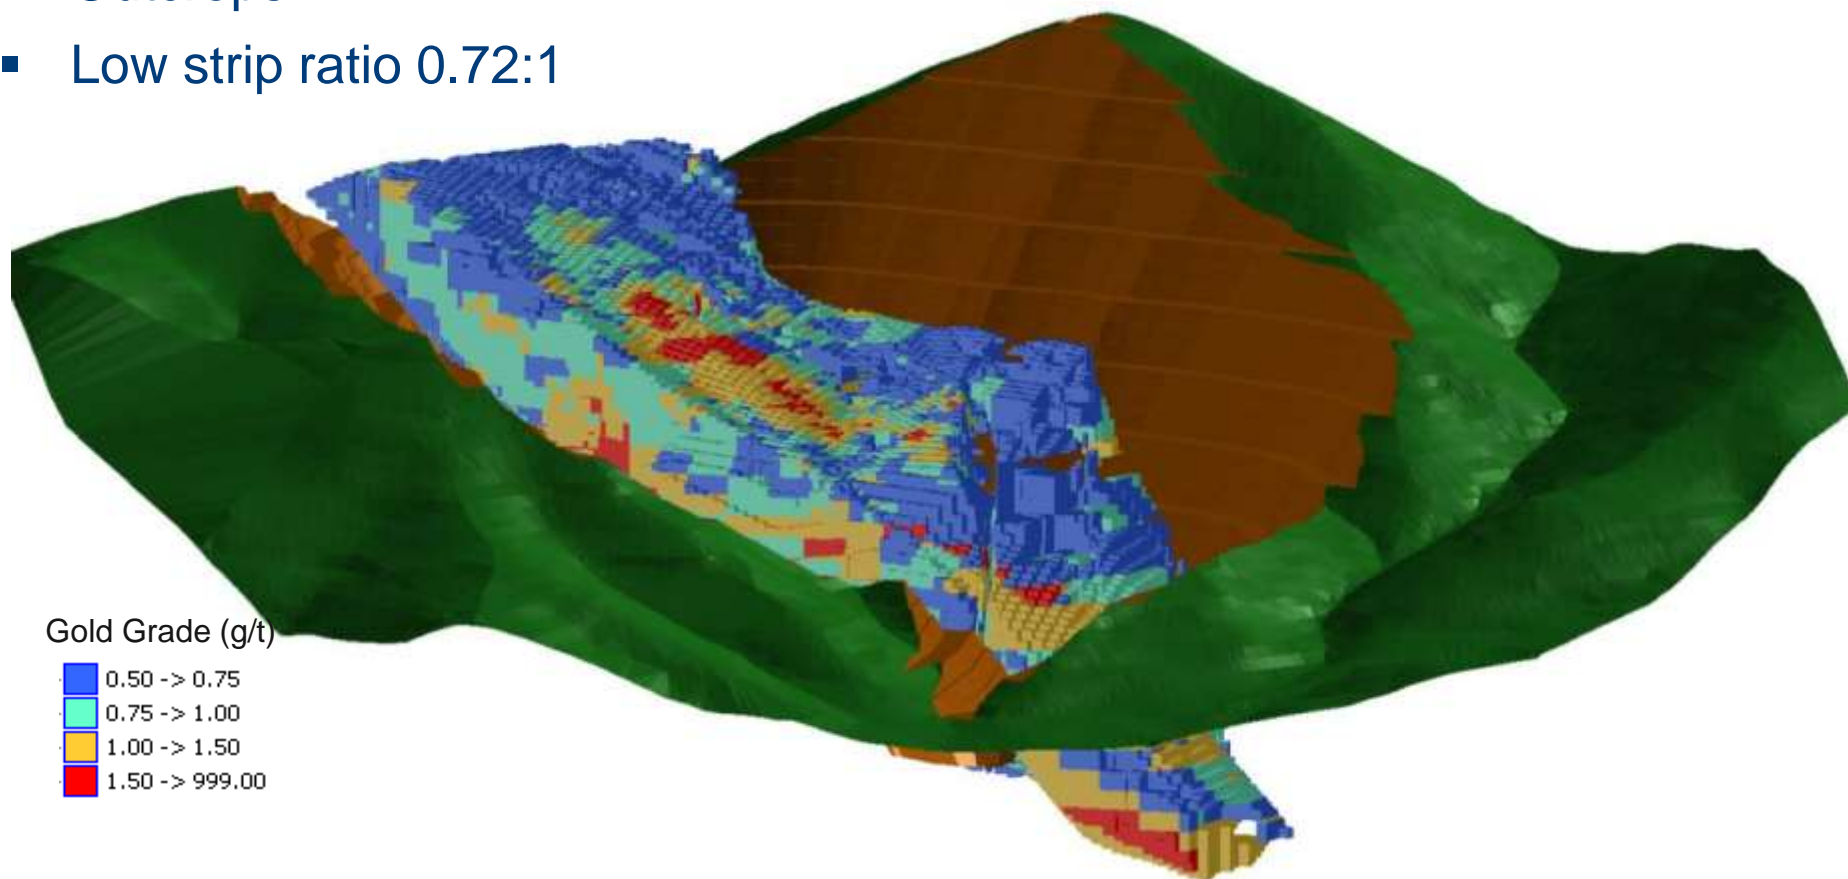 ▪ Low strip ratio 0.72:1
Gold Grade (g/t)
0.50 -> 0.75
0.75 -> 1.00
1.00 -> 1.50
1.50 -> 999.00